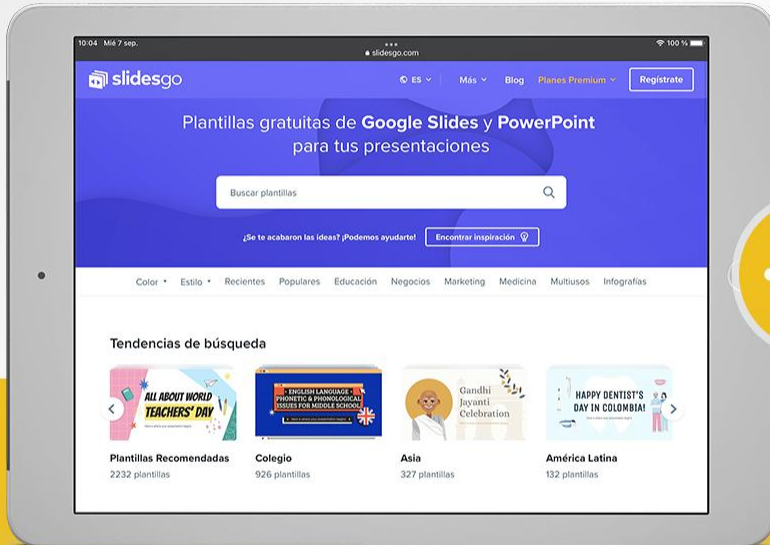 10:04 Mié 7 sep.
slidesgo.com
100 %
slidesgo
ES
Más
Blog
Planes Premium
Regístrate
Plantillas gratuitas de Google Slides y PowerPoint
para tus presentaciones
Buscar plantillas
¿Se te acabaron las ideas? ¡Podemos ayudarte!
Encontrar inspiración
Color
Estilo
Recientes
Populares
Educación
Negocios
Marketing
Medicina
Multiusos
Infografías
Tendencias de búsqueda
ALL ABOUT WORLD
TEACHERS' DAY
ENGLISH LANGUAGE
PHONETIC & PHONOLOGICAL
ISSUES FOR MIDDLE SCHOOL
Gandhi
Jayanti
Celebration
HAPPY DENTIST'S
DAY IN COLOMBIA!
Plantillas Recomendadas
2232 plantillas
Colegio
926 plantillas
Asia
327 plantillas
América Latina
132 plantillas